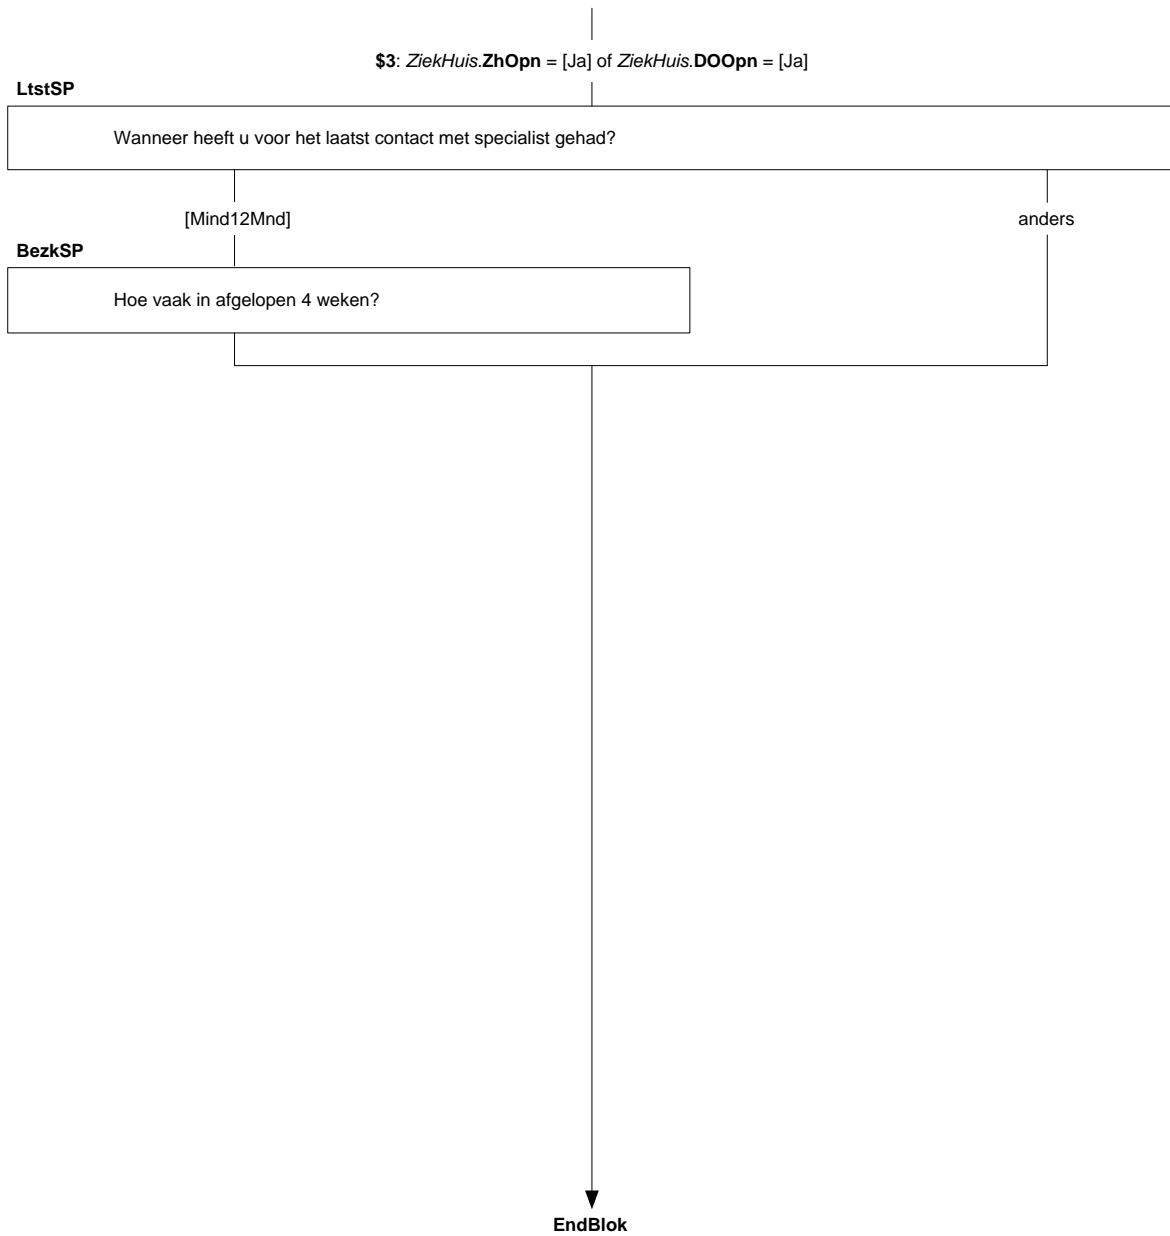 $3: ZiekHuis.ZhOpn = [Ja] of ZiekHuis.DOOpn = [Ja]
LtstSP
Wanneer heeft u voor het laatst contact met specialist gehad?
[Mind12Mnd]
anders
BezkSP
Hoe vaak in afgelopen 4 weken?
EndBlok